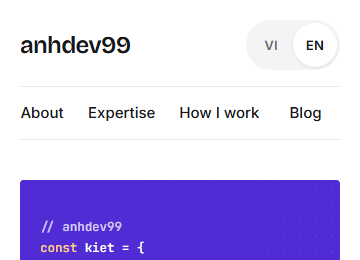 anhdev99
VI EN
About Expertise How I work Blog
// anhdev99
const kiet = {